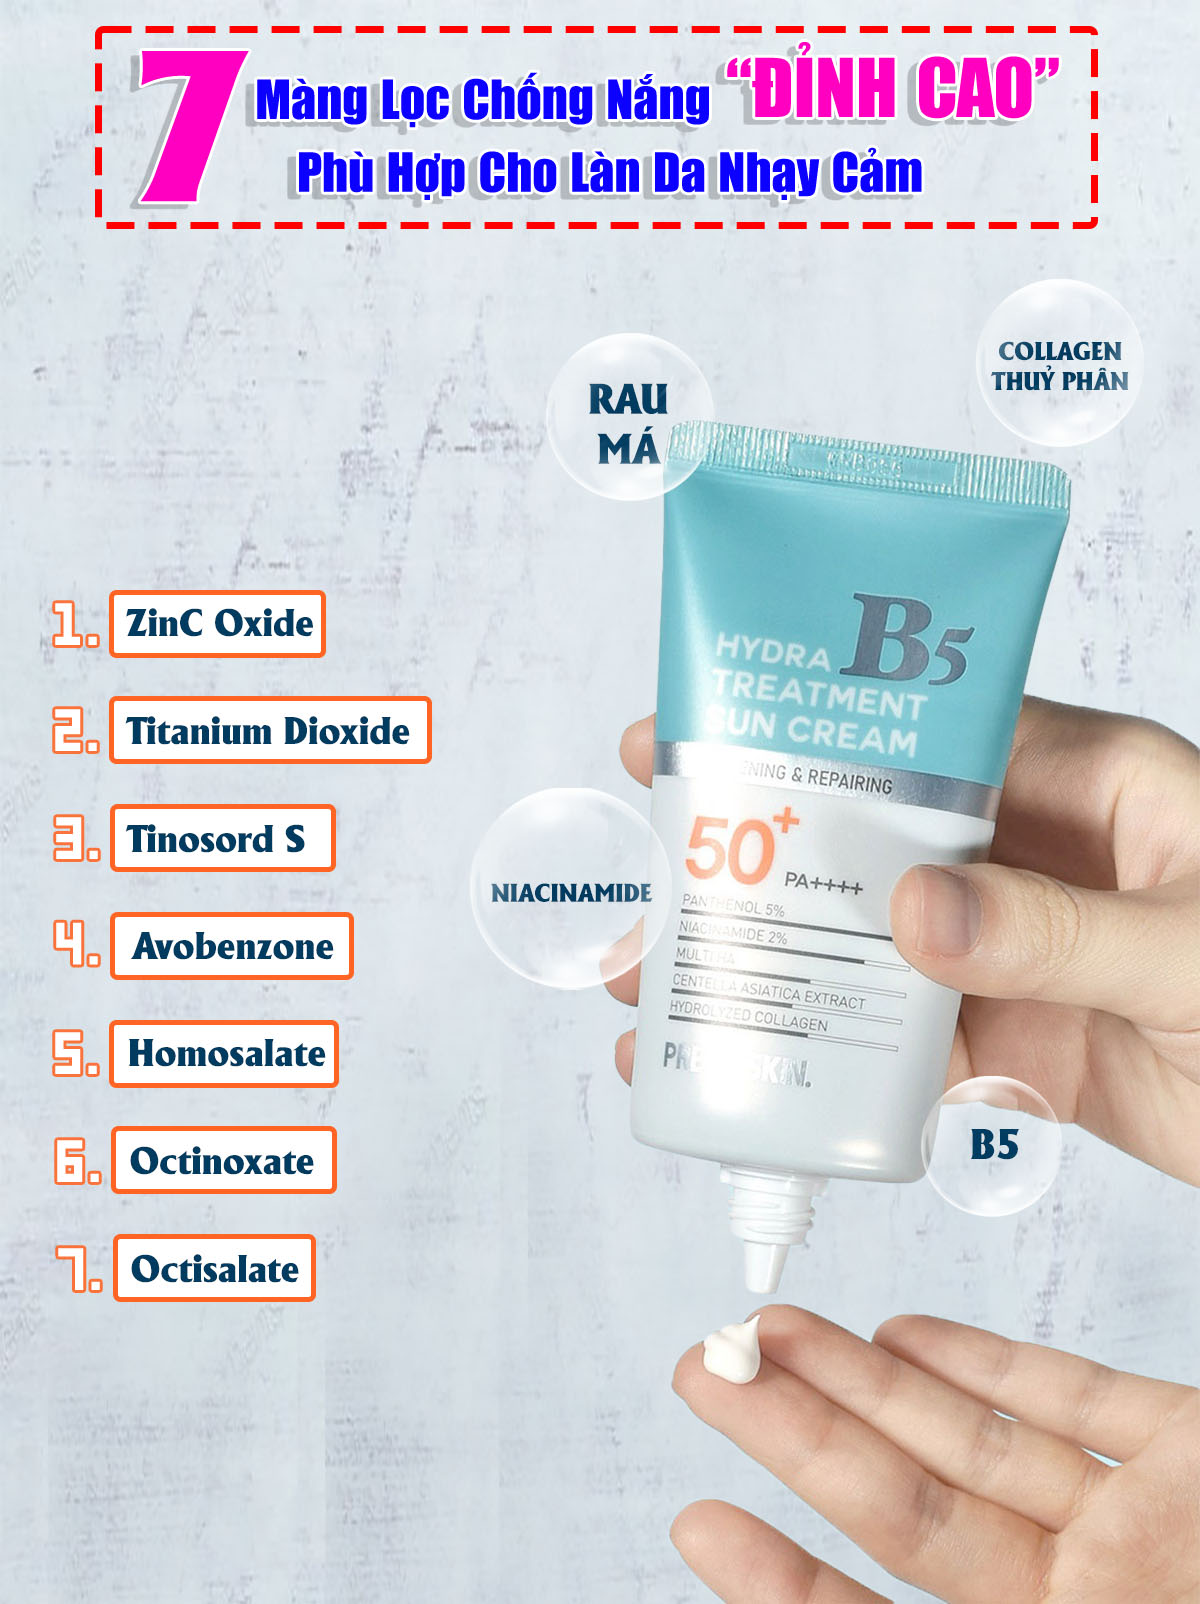 7 Màng Lọc Chống Nắng “ĐỈNH CAO”
Phù Hợp Cho Làn Da Nhạy Cảm
COLLAGEN
THUỶ PHÂN
RAU
MÁ
1. ZinC Oxide
2. Titanium Dioxide
3. Tinosord S
4. Avobenzone
5. Homosalate
6. Octinoxate
7. Octisalate
NIACINAMIDE
B5
HYDRA B5
TREATMENT
SUN CREAM
& REPAIRING
50+ PA++++
PANTHENOL 5%
NIACINAMIDE 2%
MULTI HA
CENTELLA ASIATICA EXTRACT
HYDROLYZED COLLAGEN